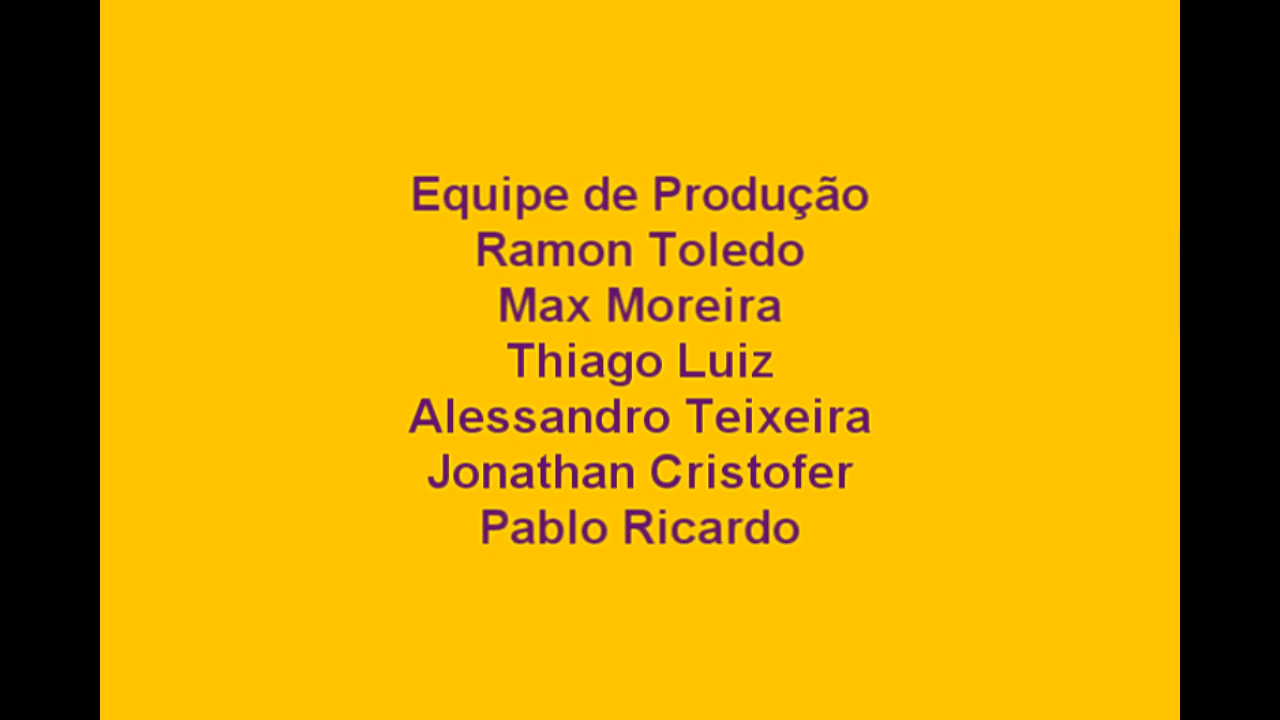 Equipe de Produção
Ramon Toledo
Max Moreira
Thiago Luiz
Alessandro Teixeira
Jonathan Cristofer
Pablo Ricardo